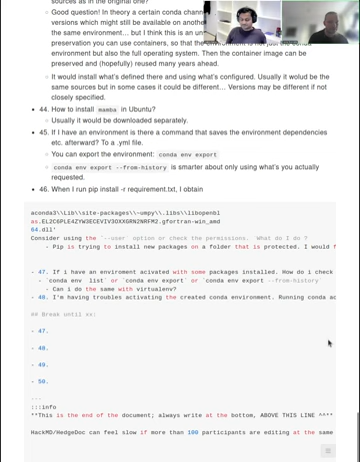 sources as in the original one?
Good question! In theory a certain conda chann
versions which might still be available on anothe
the same environment… but I think this is an un
preservation you can use containers, so that the environment is not just the conda
environment but also the full operating system. Then the container image can be
preserved and (hopefully) reused many years ahead.
It would install what's defined there and using what's configured. Usually it wolud be the
same sources but in some cases it could be different… Versions may be different if not
closely specified.
44. How to install mamba in Ubuntu?
Usually it would be downloaded separately.
45. If I have an environment is there a command that saves the environment dependencies
etc. afterward? To a .yml file.
You can export the environment: conda env export
conda env export --from-history is smarter about only using what's you actually
requested.
46. When I run pip install -r requirement.txt, I obtain
aconda3\\Lib\\site-packages\\~umpy\\.libs\\libopenbl
as.EL2C6PLE4ZYW3ECEVIV3OXXGRN2NRFM2.gfortran-win_amd
64.dll'
Consider using the `--user` option or check the permissions. `What do I do ?
- Pip is trying to install new packages on a folder that is protected. I would f
- 47. If i have an enviroment acivated with some packages installed. How do i check
- `conda env list` or `conda env export` or `conda env export --from-history`
- Can i do the same with virtualenv?
- 48. I'm having troubles activating the created conda environment. Running conda ac
## Break until xx:
- 47.
- 48.
- 49.
- 50.
---
:::info
**This is the end of the document; always write at the bottom, ABOVE THIS LINE ^^**
HackMD/HedgeDoc can feel slow if more than 100 participants are editing at the same